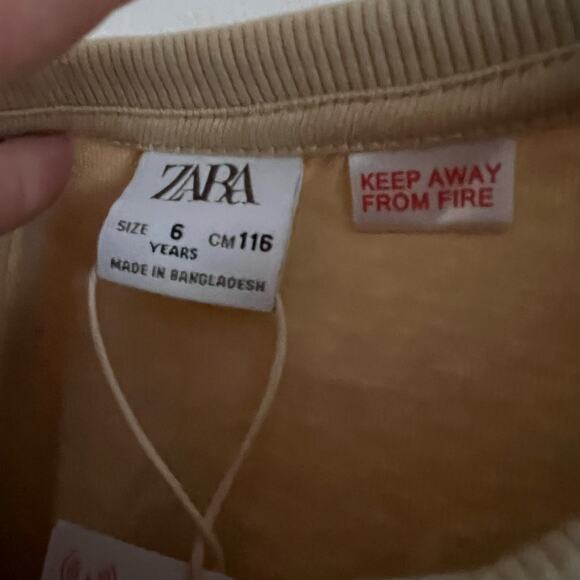 ZARA
SIZE 6 CM 116
YEARS
MADE IN BANGLADESH
KEEP AWAY
FROM FIRE